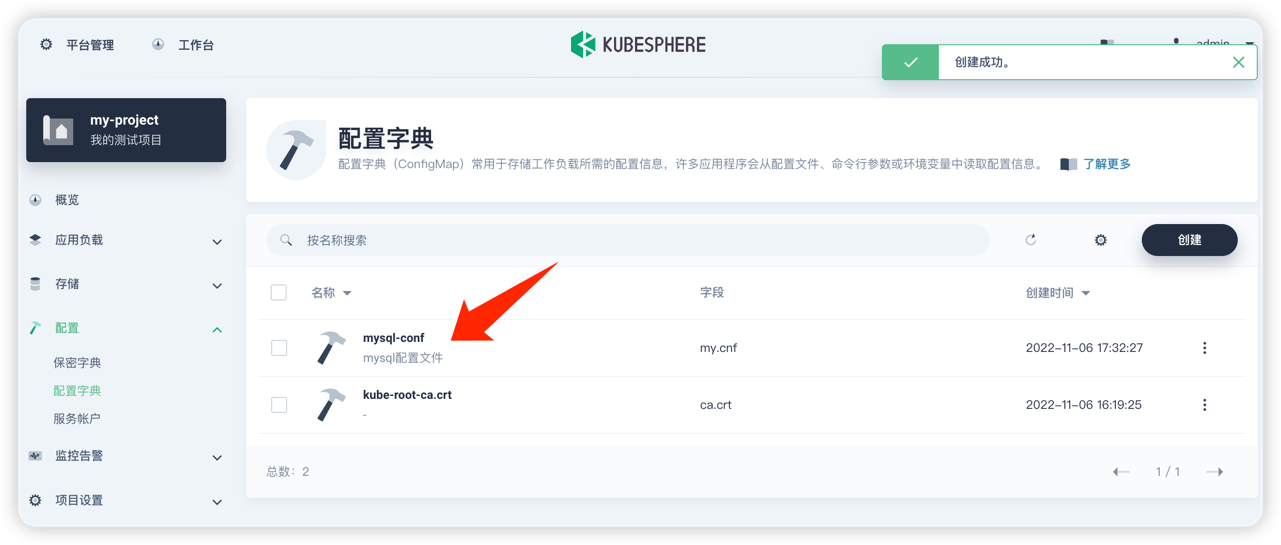 平台管理
工作台
KUBESPHERE
admin
创建成功。
my-project
我的测试项目
配置字典
配置字典（ConfigMap）常用于存储工作负载所需的配置信息，许多应用程序会从配置文件、命令行参数或环境变量中读取配置信息。 了解更多
概览
应用负载
存储
配置
保密字典
配置字典
服务帐户
监控告警
项目设置
按名称搜索
创建
名称 字段 创建时间
mysql-conf
mysql配置文件
my.cnf
2022-11-06 17:32:27
kube-root-ca.crt
-
ca.crt
2022-11-06 16:19:25
总数：2
1 / 1